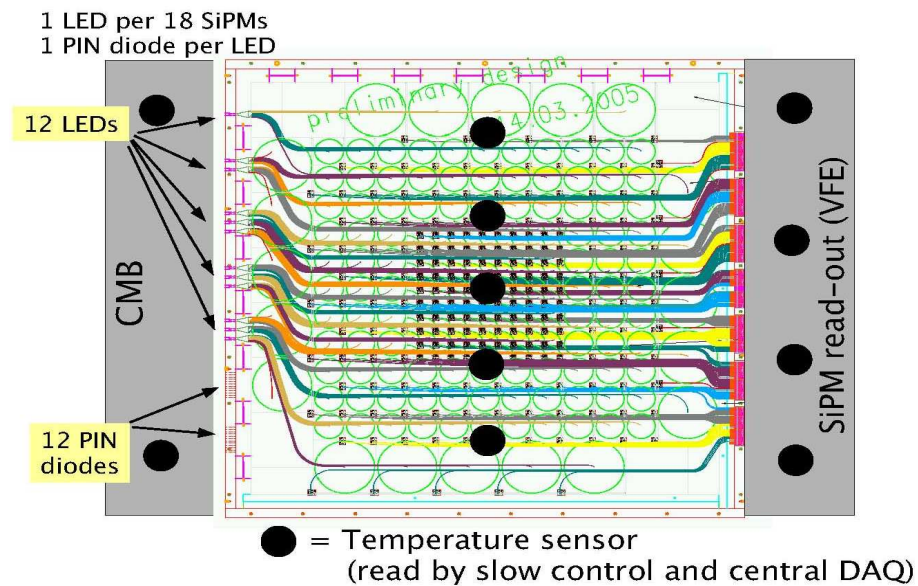 1 LED per 18 SiPMs
1 PIN diode per LED
preliminary design
14.03.2005
12 LEDs
CMB
SiPM read-out (VFE)
12 PIN
diodes
= Temperature sensor
(read by slow control and central DAQ)